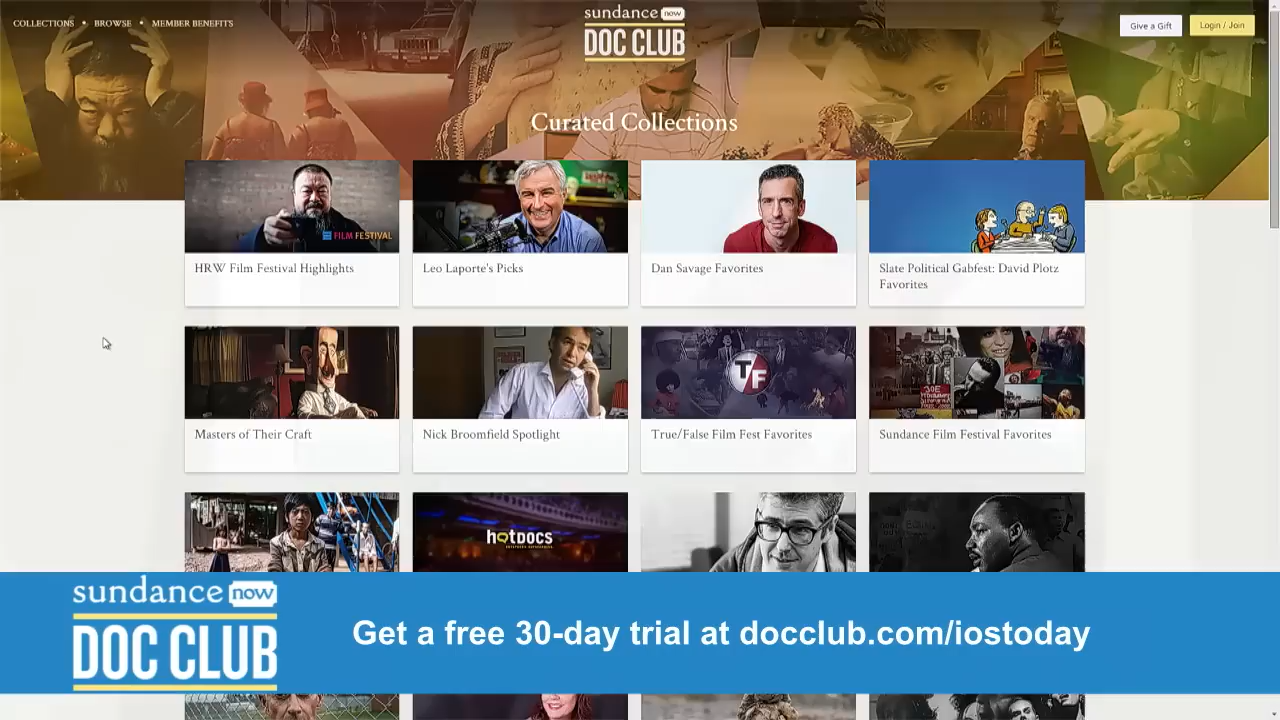 COLLECTIONS • BROWSE • MEMBER BENEFITS
sundance now
DOC CLUB
Give a Gift
Login / Join
Curated Collections
FILM FESTIVAL
HRW Film Festival Highlights
Leo Laporte's Picks
Dan Savage Favorites
Slate Political Gabfest: David Plotz
Favorites
TF
Masters of Their Craft
Nick Broomfield Spotlight
True/False Film Fest Favorites
Sundance Film Festival Favorites
hotDOCS
sundance now
DOC CLUB
Get a free 30-day trial at docclub.com/iostoday